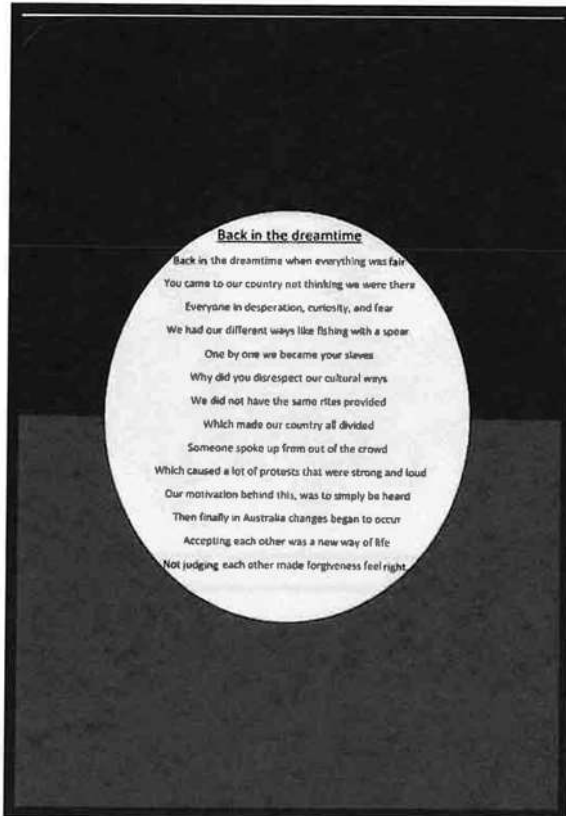 Back in the dreamtime
Back in the dreamtime when everything was fair
You came to our country not thinking we were there
Everyone in desperation, curiosity, and fear
We had our different ways like fishing with a spear
One by one we became your slaves
Why did you disrespect our cultural ways
We did not have the same rites provided
Which made our country all divided
Someone spoke up from out of the crowd
Which caused a lot of protests that were strong and loud
Our motivation behind this, was to simply be heard
Then finally in Australia changes began to occur
Accepting each other was a new way of life
Not judging each other made forgiveness feel right